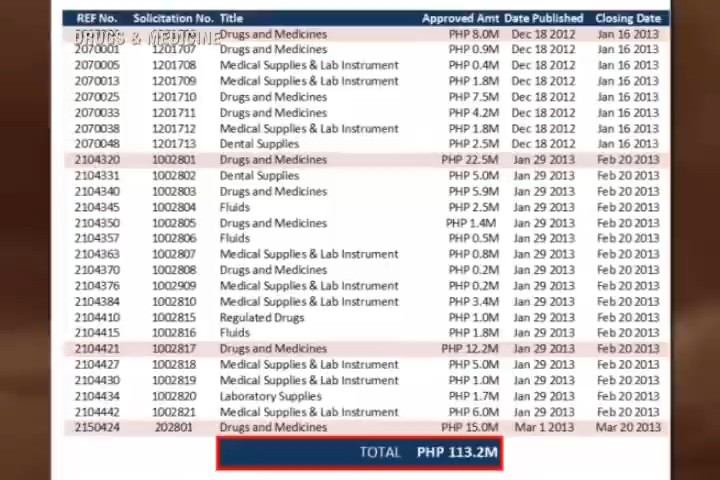 REF No. Solicitation No. Title Approved Amt Date Published Closing Date
DRUGS & MEDICINE
Drugs and Medicines PHP 8.0M Dec 18 2012 Jan 16 2013
2070001 1201707 Drugs and Medicines PHP 0.9M Dec 18 2012 Jan 16 2013
2070005 1201708 Medical Supplies & Lab Instrument PHP 0.4M Dec 18 2012 Jan 16 2013
2070013 1201709 Medical Supplies & Lab Instrument PHP 1.8M Dec 18 2012 Jan 16 2013
2070025 1201710 Drugs and Medicines PHP 7.5M Dec 18 2012 Jan 16 2013
2070033 1201711 Drugs and Medicines PHP 4.2M Dec 18 2012 Jan 16 2013
2070038 1201712 Medical Supplies & Lab Instrument PHP 1.8M Dec 18 2012 Jan 16 2013
2070048 1201713 Dental Supplies PHP 2.5M Dec 18 2012 Jan 16 2013
2104320 1002801 Drugs and Medicines PHP 22.5M Jan 29 2013 Feb 20 2013
2104331 1002802 Dental Supplies PHP 5.0M Jan 29 2013 Feb 20 2013
2104340 1002803 Drugs and Medicines PHP 5.9M Jan 29 2013 Feb 20 2013
2104345 1002804 Fluids PHP 2.5M Jan 29 2013 Feb 20 2013
2104350 1002805 Drugs and Medicines PHP 1.4M Jan 29 2013 Feb 20 2013
2104357 1002806 Fluids PHP 0.5M Jan 29 2013 Feb 20 2013
2104363 1002807 Medical Supplies & Lab Instrument PHP 0.8M Jan 29 2013 Feb 20 2013
2104370 1002808 Drugs and Medicines PHP 0.2M Jan 29 2013 Feb 20 2013
2104376 1002909 Medical Supplies & Lab Instrument PHP 0.2M Jan 29 2013 Feb 20 2013
2104384 1002810 Medical Supplies & Lab Instrument PHP 3.4M Jan 29 2013 Feb 20 2013
2104410 1002815 Regulated Drugs PHP 1.0M Jan 29 2013 Feb 20 2013
2104415 1002816 Fluids PHP 1.8M Jan 29 2013 Feb 20 2013
2104421 1002817 Drugs and Medicines PHP 12.2M Jan 29 2013 Feb 20 2013
2104427 1002818 Medical Supplies & Lab Instrument PHP 5.0M Jan 29 2013 Feb 20 2013
2104430 1002819 Medical Supplies & Lab Instrument PHP 1.0M Jan 29 2013 Feb 20 2013
2104434 1002820 Laboratory Supplies PHP 1.7M Jan 29 2013 Feb 20 2013
2104442 1002821 Medical Supplies & Lab Instrument PHP 6.0M Jan 29 2013 Feb 20 2013
2150424 202801 Drugs and Medicines PHP 15.0M Mar 1 2013 Mar 20 2013
TOTAL PHP 113.2M